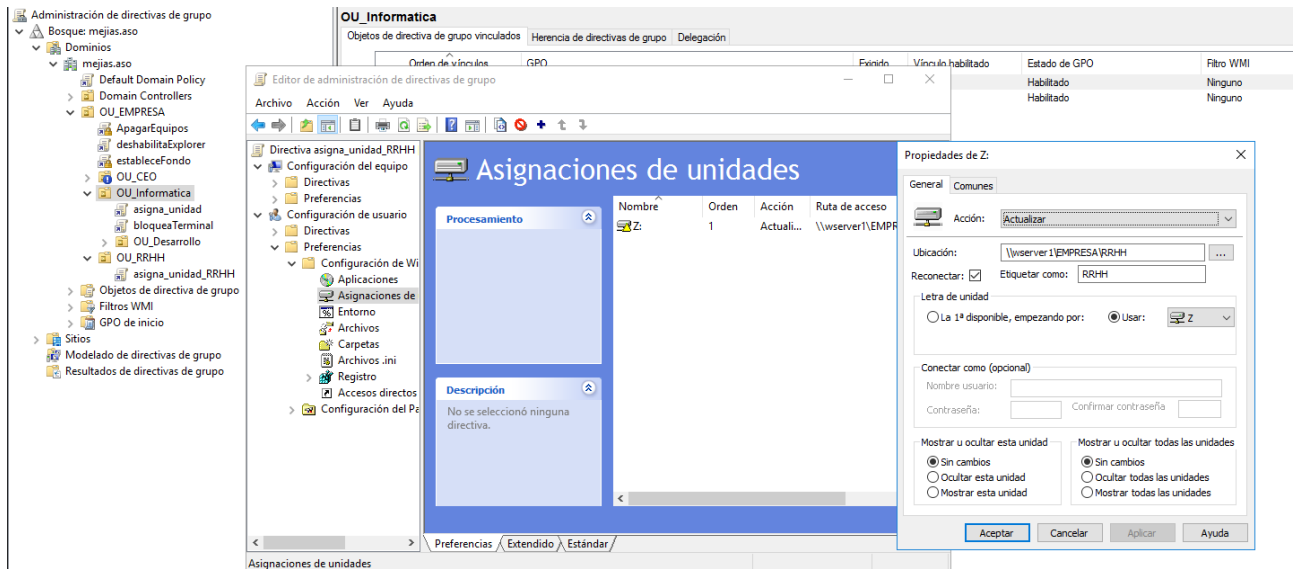 Administración de directivas de grupo
Bosque: mejias.aso
Dominios
mejias.aso
Default Domain Policy
Domain Controllers
OU_EMPRESA
ApagarEquipos
deshabilitaExplorer
estableceFondo
OU_CEO
OU_Informatica
asigna_unidad
bloqueaTerminal
OU_Desarrollo
OU_RRHH
asigna_unidad_RRHH
Objetos de directiva de grupo
Filtros WMI
GPO de inicio
Sitios
Modelado de directivas de grupo
Resultados de directivas de grupo
OU_Informatica
Objetos de directiva de grupo vinculados Herencia de directivas de grupo Delegación
Orden de vínculos GPO Exigido Vínculo habilitado Estado de GPO Filtro WMI
Habilitado Ninguno
Habilitado Ninguno
Editor de administración de directivas de grupo
Archivo Acción Ver Ayuda
Directiva asigna_unidad_RRHH
Configuración del equipo
Directivas
Preferencias
Configuración de usuario
Directivas
Preferencias
Configuración de Wi
Aplicaciones
Asignaciones de
Entorno
Archivos
Carpetas
Archivos .ini
Registro
Accesos directos
Configuración del Pa
Asignaciones de unidades
Procesamiento
Descripción
No se seleccionó ninguna
directiva.
Nombre Orden Acción Ruta de acceso
Z: 1 Actuali... \\wserver1\EMPR
Preferencias Extendido Estándar
Asignaciones de unidades
Propiedades de Z:
General Comunes
Acción: Actualizar
Ubicación: \\wserver1\EMPRESA\RRHH ...
Reconectar: Etiquetar como: RRHH
Letra de unidad
La 1ª disponible, empezando por: Usar: Z
Conectar como (opcional)
Nombre usuario:
Contraseña: Confirmar contraseña
Mostrar u ocultar esta unidad Mostrar u ocultar todas las unidades
Sin cambios Sin cambios
Ocultar esta unidad Ocultar todas las unidades
Mostrar esta unidad Mostrar todas las unidades
Aceptar Cancelar Aplicar Ayuda